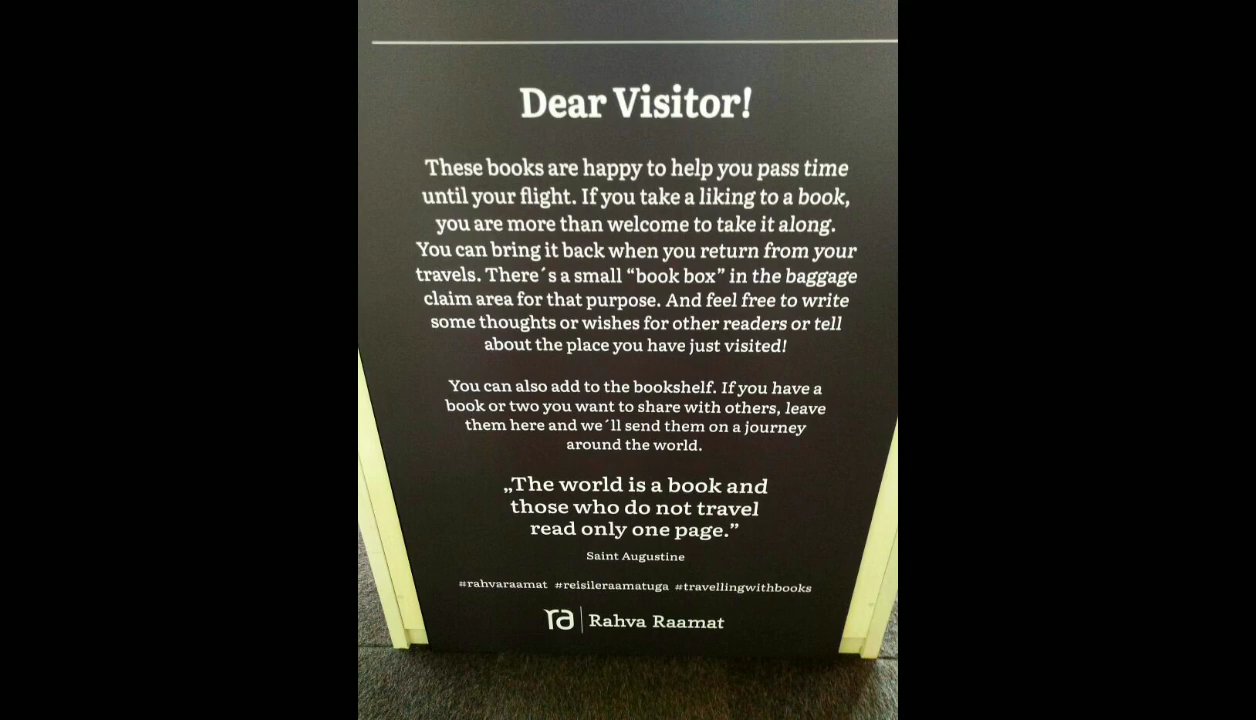 Dear Visitor!
These books are happy to help you pass time
until your flight. If you take a liking to a book,
you are more than welcome to take it along.
You can bring it back when you return from your
travels. There´s a small “book box” in the baggage
claim area for that purpose. And feel free to write
some thoughts or wishes for other readers or tell
about the place you have just visited!
You can also add to the bookshelf. If you have a
book or two you want to share with others, leave
them here and we´ll send them on a journey
around the world.
„The world is a book and
those who do not travel
read only one page.”
Saint Augustine
#rahvaraamat #reisileraamatuga #travellingwithbooks
ra | Rahva Raamat